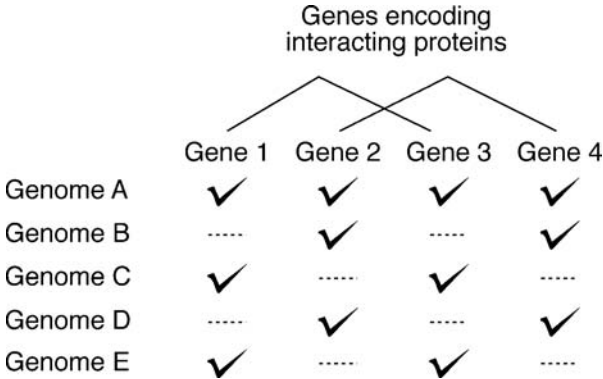 Genes encoding
interacting proteins
Gene 1 Gene 2 Gene 3 Gene 4
Genome A ✓ ✓ ✓ ✓
Genome B ----- ✓ ----- ✓
Genome C ✓ ----- ✓ -----
Genome D ----- ✓ ----- ✓
Genome E ✓ ----- ✓ -----